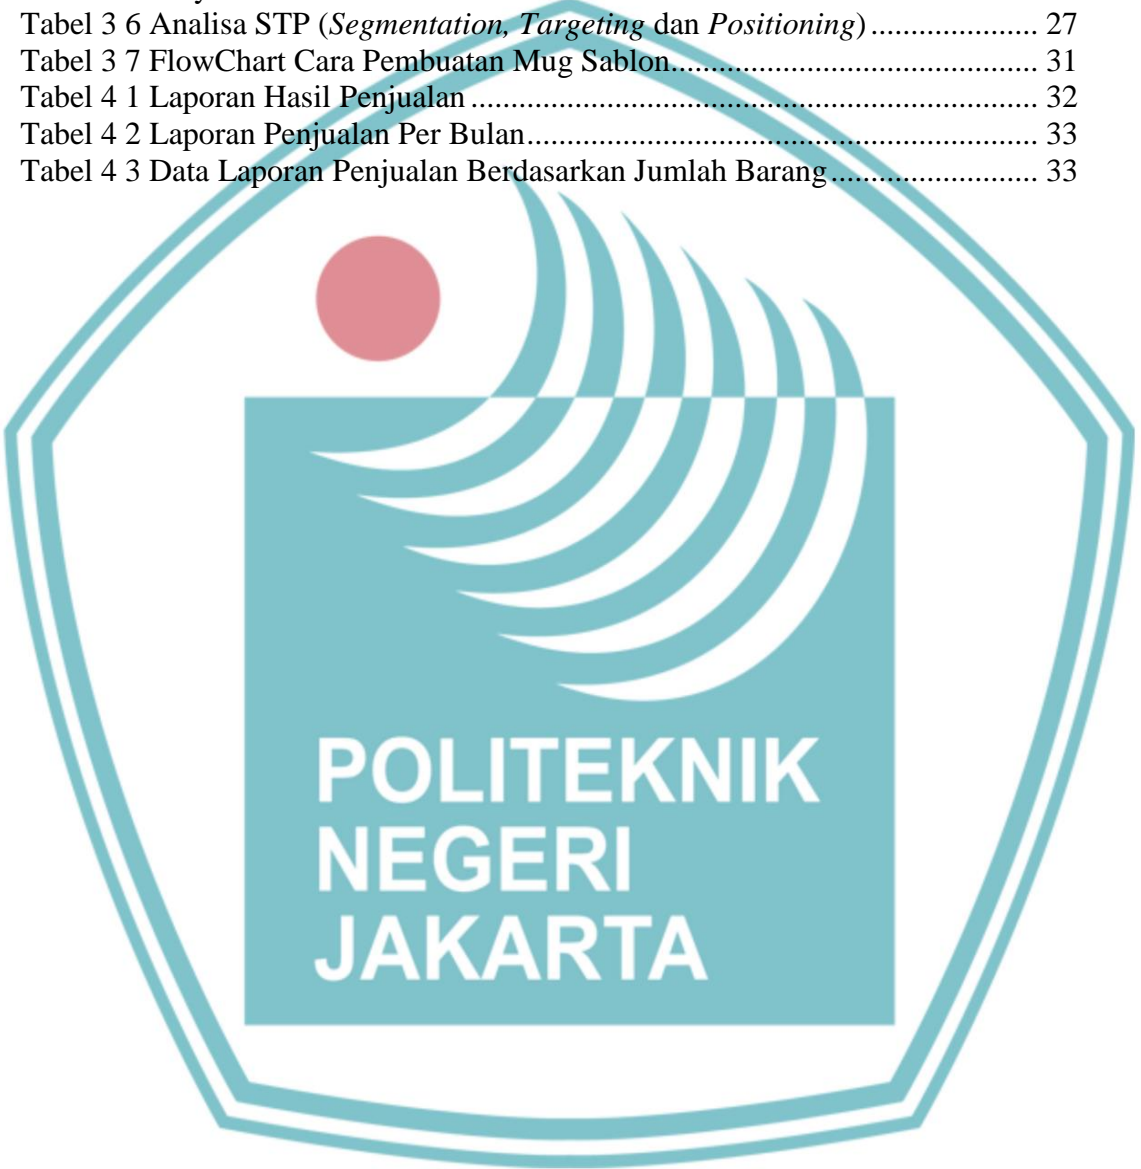 Tabel 3 6 Analisa STP (Segmentation, Targeting dan Positioning) ..................... 27
Tabel 3 7 FlowChart Cara Pembuatan Mug Sablon............................................. 31
Tabel 4 1 Laporan Hasil Penjualan ...................................................................... 32
Tabel 4 2 Laporan Penjualan Per Bulan............................................................... 33
Tabel 4 3 Data Laporan Penjualan Berdasarkan Jumlah Barang .......................... 33
POLITEKNIK
NEGERI
JAKARTA